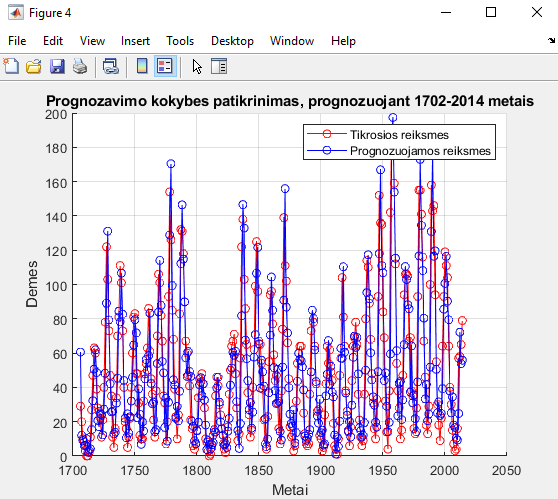 Figure 4
File Edit View Insert Tools Desktop Window Help
Prognozavimo kokybes patikrinimas, prognozuojant 1702-2014 metais
Tikrosios reiksmes
Prognozuojamos reiksmes
200
180
160
140
120
100
80
60
40
20
0
Demes
1700 1750 1800 1850 1900 1950 2000 2050
Metai